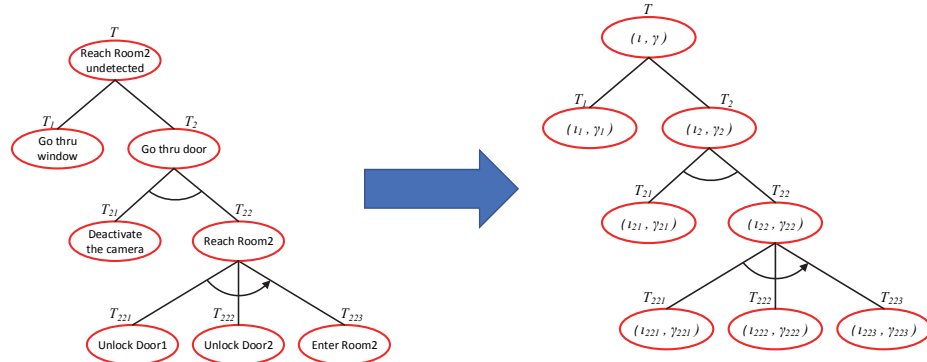 T
Reach Room2
undetected
T1
Go thru
window
T2
Go thru door
T21
Deactivate
the camera
T22
Reach Room2
T221
Unlock Door1
T222
Unlock Door2
T223
Enter Room2
T
(ι, γ)
T1
(ι1, γ1)
T2
(ι2, γ2)
T21
(ι21, γ21)
T22
(ι22, γ22)
T221
(ι221, γ221)
T222
(ι222, γ222)
T223
(ι223, γ223)